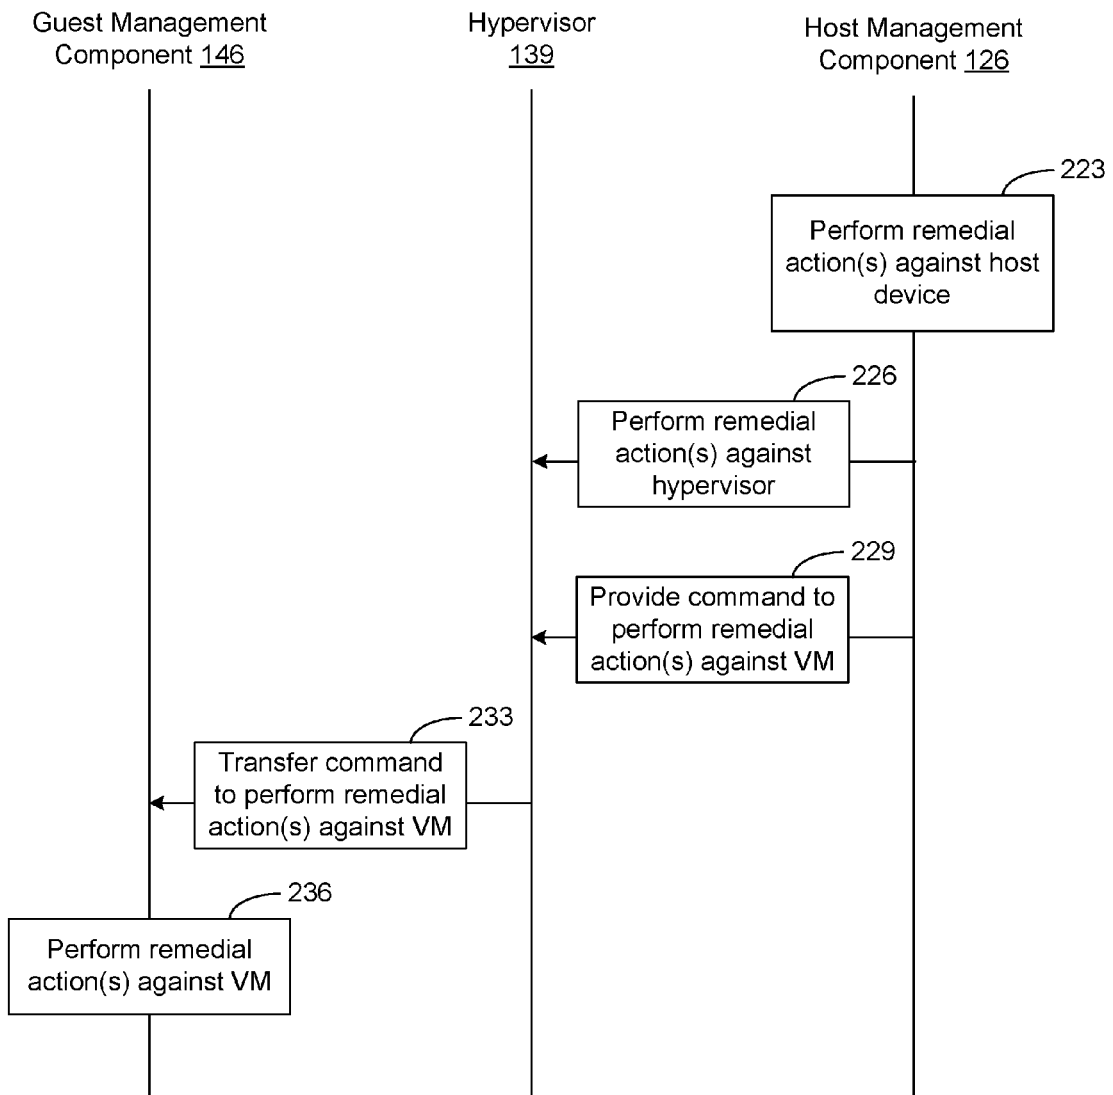 Guest Management
Component 146
Hypervisor
139
Host Management
Component 126
223
Perform remedial
action(s) against host
device
226
Perform remedial
action(s) against
hypervisor
229
Provide command to
perform remedial
action(s) against VM
233
Transfer command
to perform remedial
action(s) against VM
236
Perform remedial
action(s) against VM